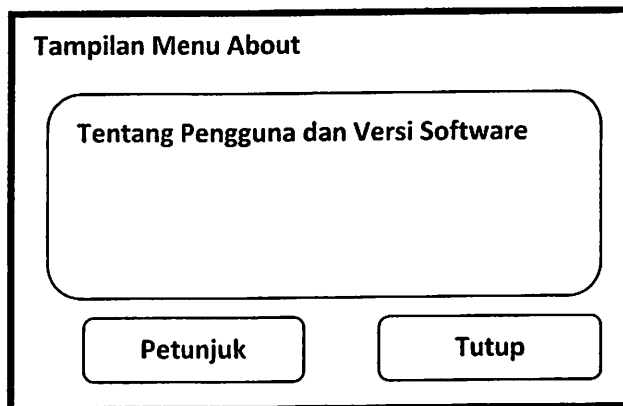 Tampilan Menu About
Tentang Pengguna dan Versi Software
Petunjuk
Tutup